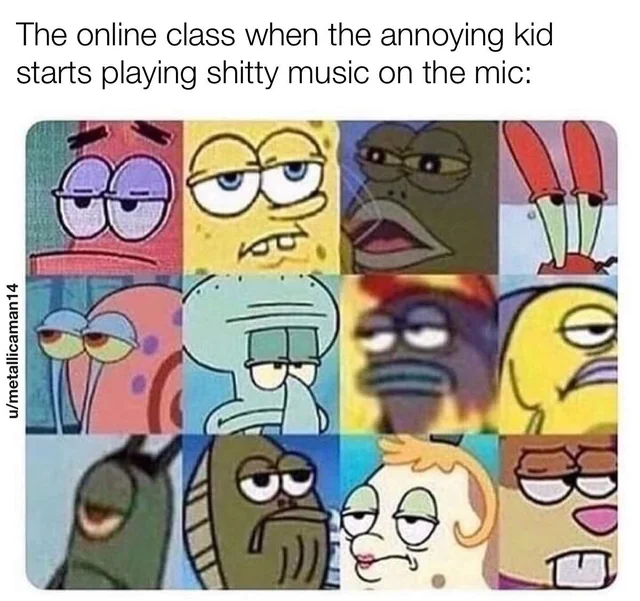 The online class when the annoying kid
starts playing shitty music on the mic:
u/metallicaman14